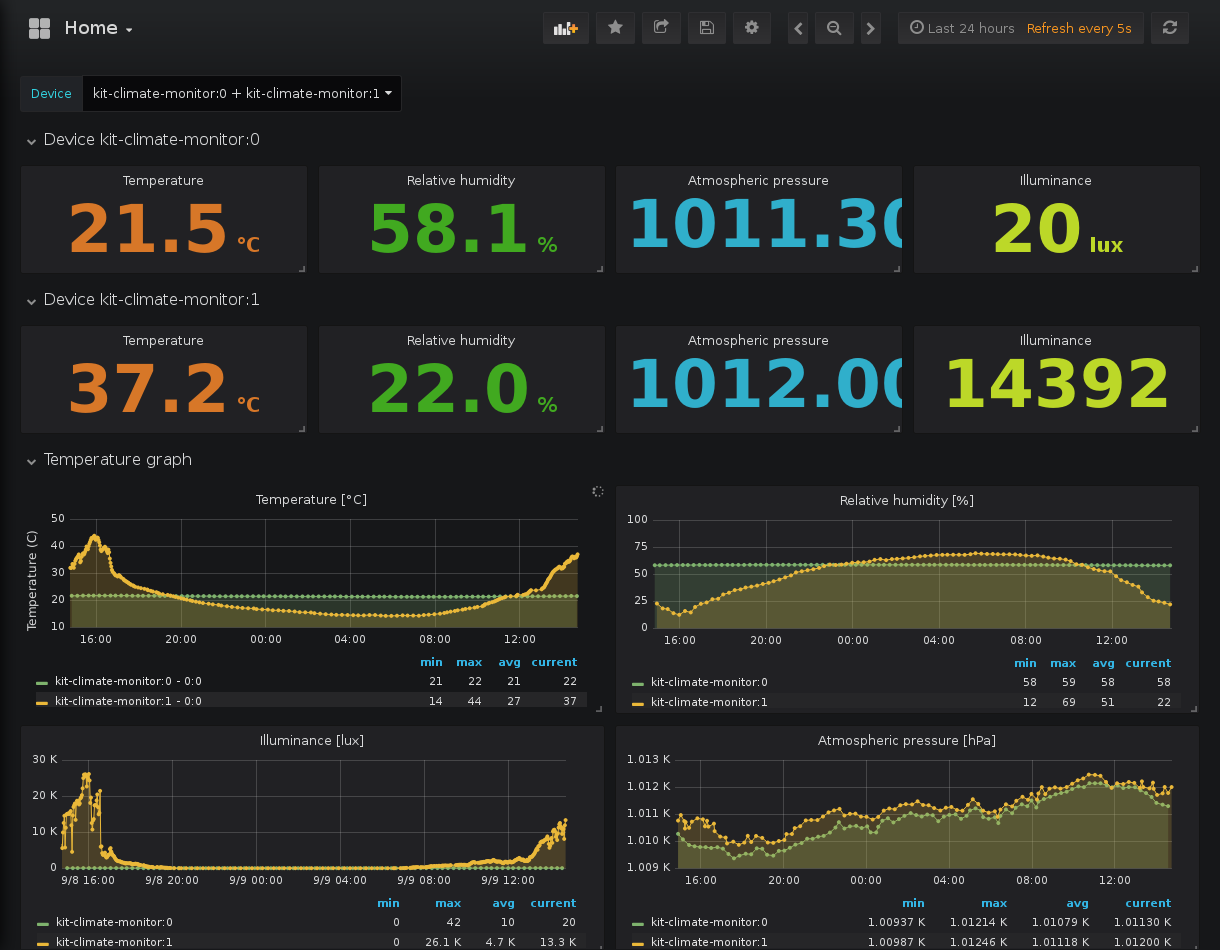 Home
Last 24 hours Refresh every 5s
Device kit-climate-monitor:0 + kit-climate-monitor:1
Device kit-climate-monitor:0
Temperature Relative humidity Atmospheric pressure Illuminance
21.5 °C 58.1 % 1011.30 20 lux
Device kit-climate-monitor:1
Temperature Relative humidity Atmospheric pressure Illuminance
37.2 °C 22.0 % 1012.00 14392
Temperature graph
Temperature [°C]
Temperature (C)
50
40
30
20
10
16:00 20:00 00:00 04:00 08:00 12:00
min max avg current
kit-climate-monitor:0 - 0:0 21 22 21 22
kit-climate-monitor:1 - 0:0 14 44 27 37
Relative humidity [%]
100
75
50
25
0
16:00 20:00 00:00 04:00 08:00 12:00
min max avg current
kit-climate-monitor:0 58 59 58 58
kit-climate-monitor:1 12 69 51 22
Illuminance [lux]
30 K
20 K
10 K
0
9/8 16:00 9/8 20:00 9/9 00:00 9/9 04:00 9/9 08:00 9/9 12:00
min max avg current
kit-climate-monitor:0 0 42 10 20
kit-climate-monitor:1 0 26.1 K 4.7 K 13.3 K
Atmospheric pressure [hPa]
1.013 K
1.012 K
1.011 K
1.010 K
1.009 K
16:00 20:00 00:00 04:00 08:00 12:00
min max avg current
kit-climate-monitor:0 1.00937 K 1.01214 K 1.01079 K 1.01130 K
kit-climate-monitor:1 1.00987 K 1.01246 K 1.01118 K 1.01200 K